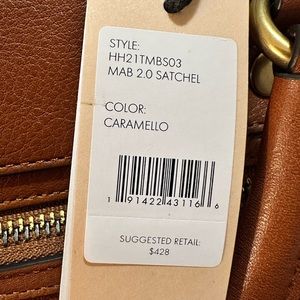 STYLE:
HH21TMBS03
MAB 2.0 SATCHEL
COLOR:
CARAMELLO
1 91422 43116 6
SUGGESTED RETAIL:
$428